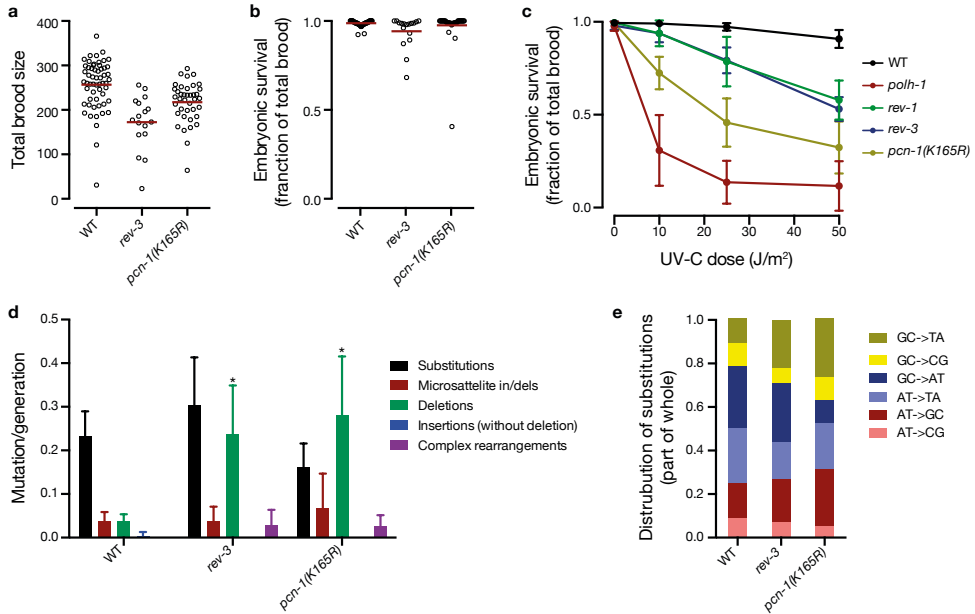 a
Total brood size
400
300
200
100
0
WT
rev-3
pcn-1(K165R)
b
Embryonic survival
(franction of total brood)
1.0
0.5
0.0
WT
rev-3
pcn-1(K165R)
c
Embryonic survival
(fraction of total brood)
1.0
0.5
0.0
0
10
20
30
40
50
UV-C dose (J/m²)
WT
polh-1
rev-1
rev-3
pcn-1(K165R)
d
Mutation/generation
0.5
0.4
0.3
0.2
0.1
0.0
*
*
WT
rev-3
pcn-1(K165R)
Substitutions
Microsattelite in/dels
Deletions
Insertions (without deletion)
Complex rearrangements
e
Distrubution of substitutions
(part of whole)
1.0
0.8
0.6
0.4
0.2
0.0
WT
rev-3
pcn-1(K165R)
GC->TA
GC->CG
GC->AT
AT->TA
AT->GC
AT->CG